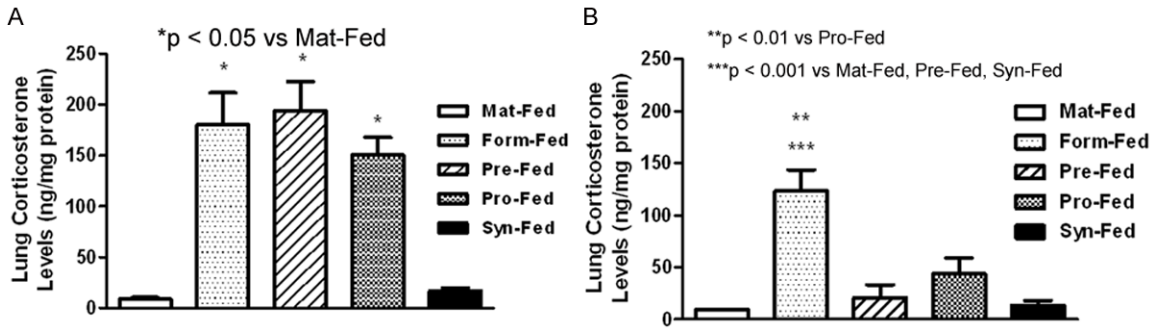 A
*p < 0.05 vs Mat-Fed
Lung Corticosterone
Levels (ng/mg protein)
250
200
150
100
50
0
*
*
*
Mat-Fed
Form-Fed
Pre-Fed
Pro-Fed
Syn-Fed
B
**p < 0.01 vs Pro-Fed
***p < 0.001 vs Mat-Fed, Pre-Fed, Syn-Fed
Lung Corticosterone
Levels (ng/mg protein)
250
200
150
100
50
0
**
***
Mat-Fed
Form-Fed
Pre-Fed
Pro-Fed
Syn-Fed